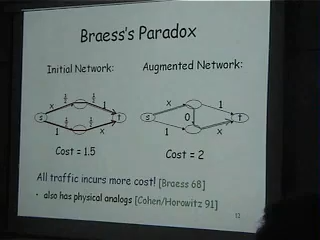 Braess's Paradox
Initial Network: Augmented Network:
x ½ ½ 1 x 1
s t s 0 t
1 ½ ½ x 1 x
Cost = 1.5 Cost = 2
All traffic incurs more cost! [Braess 68]
• also has physical analogs [Cohen/Horowitz 91]
12